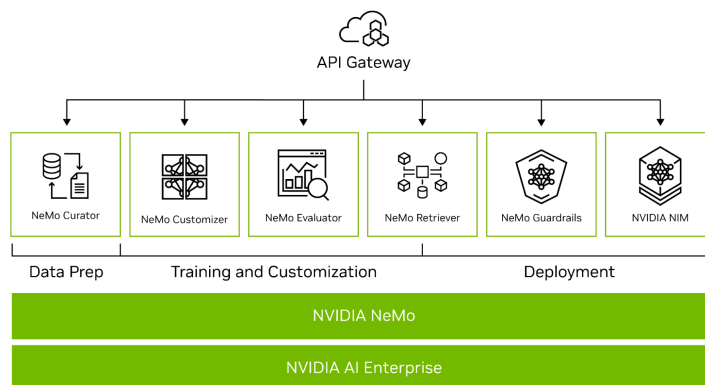 API Gateway
NeMo Curator
NeMo Customizer
NeMo Evaluator
NeMo Retriever
NeMo Guardrails
NVIDIA NIM
Data Prep
Training and Customization
Deployment
NVIDIA NeMo
NVIDIA AI Enterprise